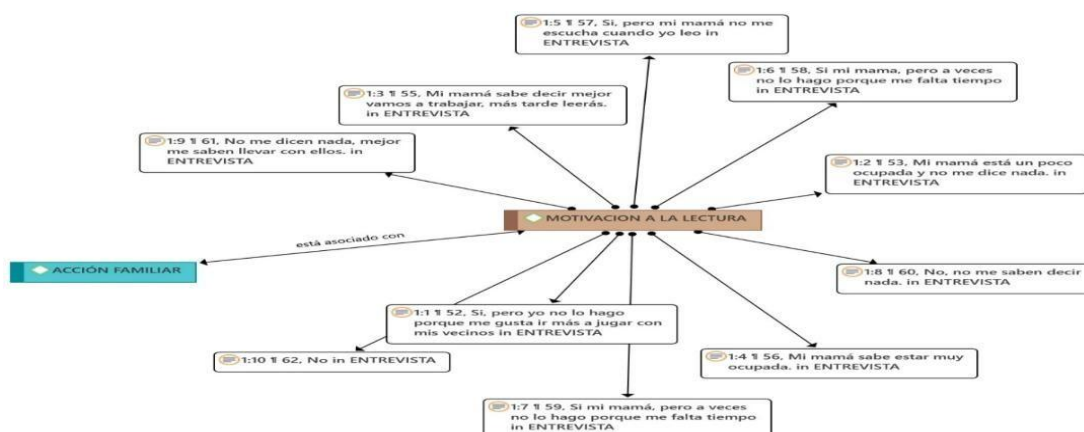 1:5 ¶ 57, Si, pero mi mamá no me
escucha cuando yo leo in
ENTREVISTA
1:6 ¶ 58, Si mi mama, pero a veces
no lo hago porque me falta tiempo
in ENTREVISTA
1:3 ¶ 55, Mi mamá sabe decir mejor
vamos a trabajar, más tarde leerás.
in ENTREVISTA
1:9 ¶ 61, No me dicen nada, mejor
me saben llevar con ellos. in
ENTREVISTA
1:2 ¶ 53, Mi mamá está un poco
ocupada y no me dice nada. in
ENTREVISTA
MOTIVACION A LA LECTURA
está asociado con
ACCIÓN FAMILIAR
1:8 ¶ 60, No, no me saben decir
nada. in ENTREVISTA
1:1 ¶ 52, Si, pero yo no lo hago
porque me gusta ir más a jugar con
mis vecinos in ENTREVISTA
1:10 ¶ 62, No in ENTREVISTA
1:4 ¶ 56, Mi mamá sabe estar muy
ocupada. in ENTREVISTA
1:7 ¶ 59, Si mi mamá, pero a veces
no lo hago porque me falta tiempo
in ENTREVISTA